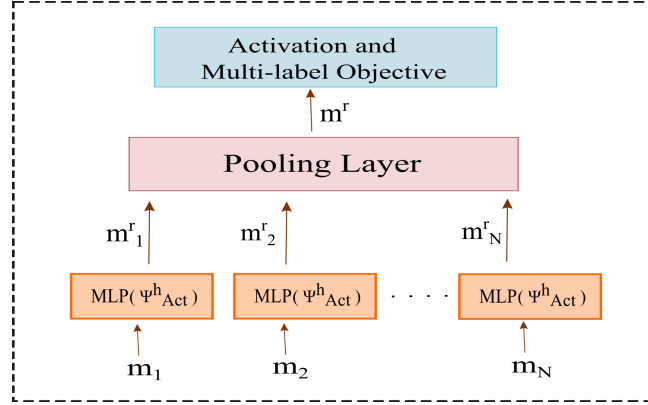 Activation and
Multi-label Objective
m^r
Pooling Layer
m^r_1 m^r_2 m^r_N
MLP(Ψ^h_Act) MLP(Ψ^h_Act) . . . . MLP(Ψ^h_Act)
m_1 m_2 m_N